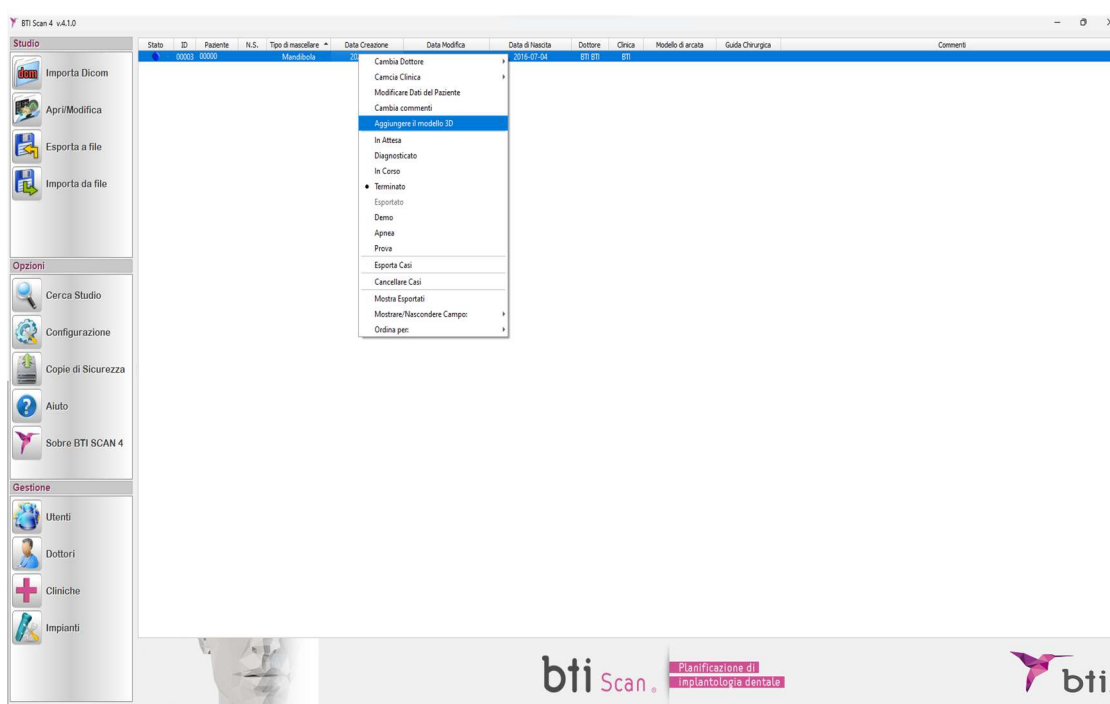 BTI Scan 4 v.4.1.0
Studio
Importa Dicom
Apri/Modifica
Esporta a file
Importa da file
Opzioni
Cerca Studio
Configurazione
Copie di Sicurezza
Aiuto
Sobre BTI SCAN 4
Gestione
Utenti
Dottori
Cliniche
Impianti
Stato ID Paziente N.S. Tipo di mascellare Data Creazione Data Modifica Data di Nascita Dottore Clinica Modello di arcata Guida Chirurgica Commenti
00003 00000 Mandibola 20 2016-07-04 BTI BTI BTI
Cambia Dottore
Camcia Clinica
Modificare Dati del Paziente
Cambia commenti
Aggiungere il modello 3D
In Attesa
Diagnosticato
In Corso
Terminato
Esportato
Demo
Apnea
Prova
Esporta Casi
Cancellare Casi
Mostra Esportati
Mostrare/Nascondere Campo:
Ordina per:
bti Scan
Planificazione di
implantologia dentale
bti
dcm